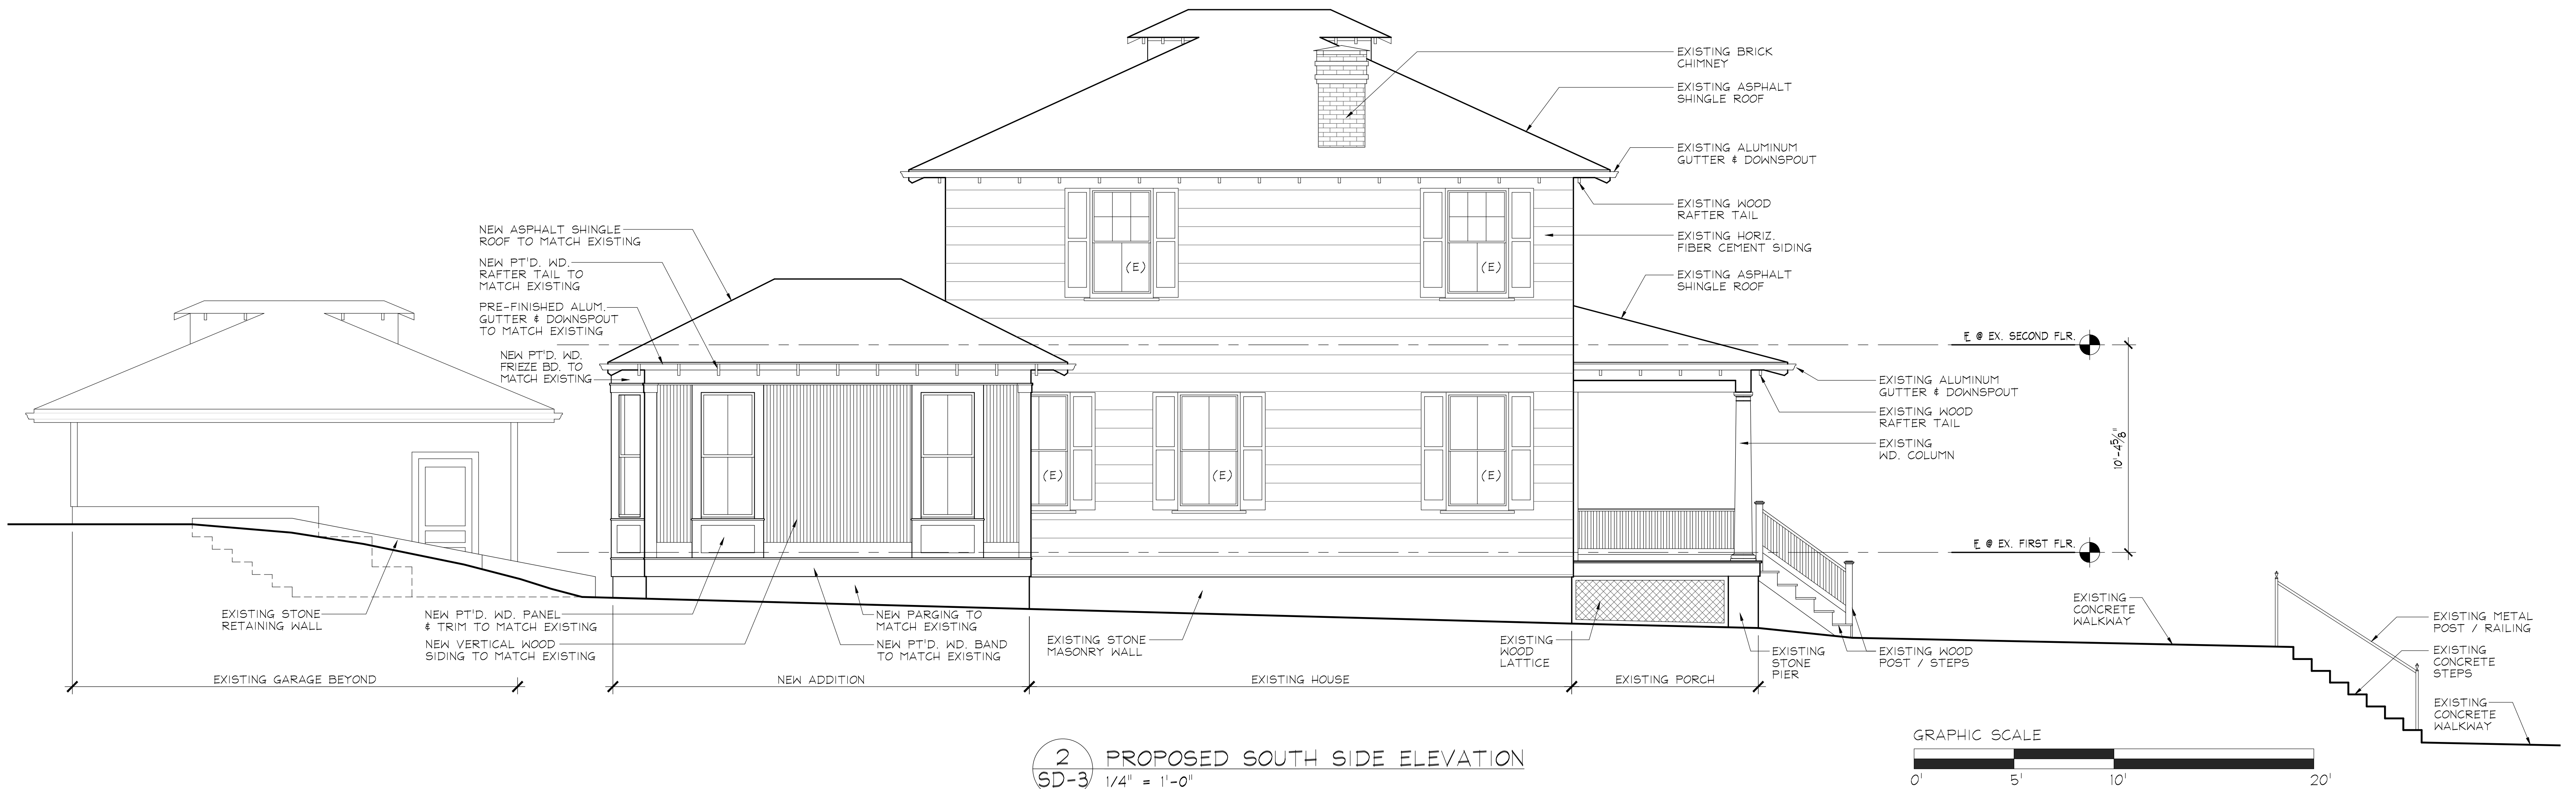 EXISTING BRICK
CHIMNEY
EXISTING ASPHALT
SHINGLE ROOF
EXISTING ALUMINUM
GUTTER & DOWNSPOUT
EXISTING WOOD
RAFTER TAIL
EXISTING HORIZ.
FIBER CEMENT SIDING
EXISTING ASPHALT
SHINGLE ROOF
NEW ASPHALT SHINGLE
ROOF TO MATCH EXISTING
NEW PT'D. WD.
RAFTER TAIL TO
MATCH EXISTING
PRE-FINISHED ALUM.
GUTTER & DOWNSPOUT
TO MATCH EXISTING
NEW PT'D. WD.
FRIEZE BD. TO
MATCH EXISTING
(E)
(E)
(E)
(E)
(E)
F @ EX. SECOND FLR.
EXISTING ALUMINUM
GUTTER & DOWNSPOUT
EXISTING WOOD
RAFTER TAIL
EXISTING
WD. COLUMN
10'-4⅝"
F @ EX. FIRST FLR.
EXISTING STONE
RETAINING WALL
NEW PT'D. WD. PANEL
& TRIM TO MATCH EXISTING
NEW VERTICAL WOOD
SIDING TO MATCH EXISTING
NEW PARGING TO
MATCH EXISTING
NEW PT'D. WD. BAND
TO MATCH EXISTING
EXISTING STONE
MASONRY WALL
EXISTING
WOOD
LATTICE
EXISTING
STONE
PIER
EXISTING WOOD
POST / STEPS
EXISTING
CONCRETE
WALKWAY
EXISTING METAL
POST / RAILING
EXISTING
CONCRETE
STEPS
EXISTING
CONCRETE
WALKWAY
EXISTING GARAGE BEYOND
NEW ADDITION
EXISTING HOUSE
EXISTING PORCH
2
SD-3
PROPOSED SOUTH SIDE ELEVATION
1/4" = 1'-0"
GRAPHIC SCALE
0' 5' 10' 20'